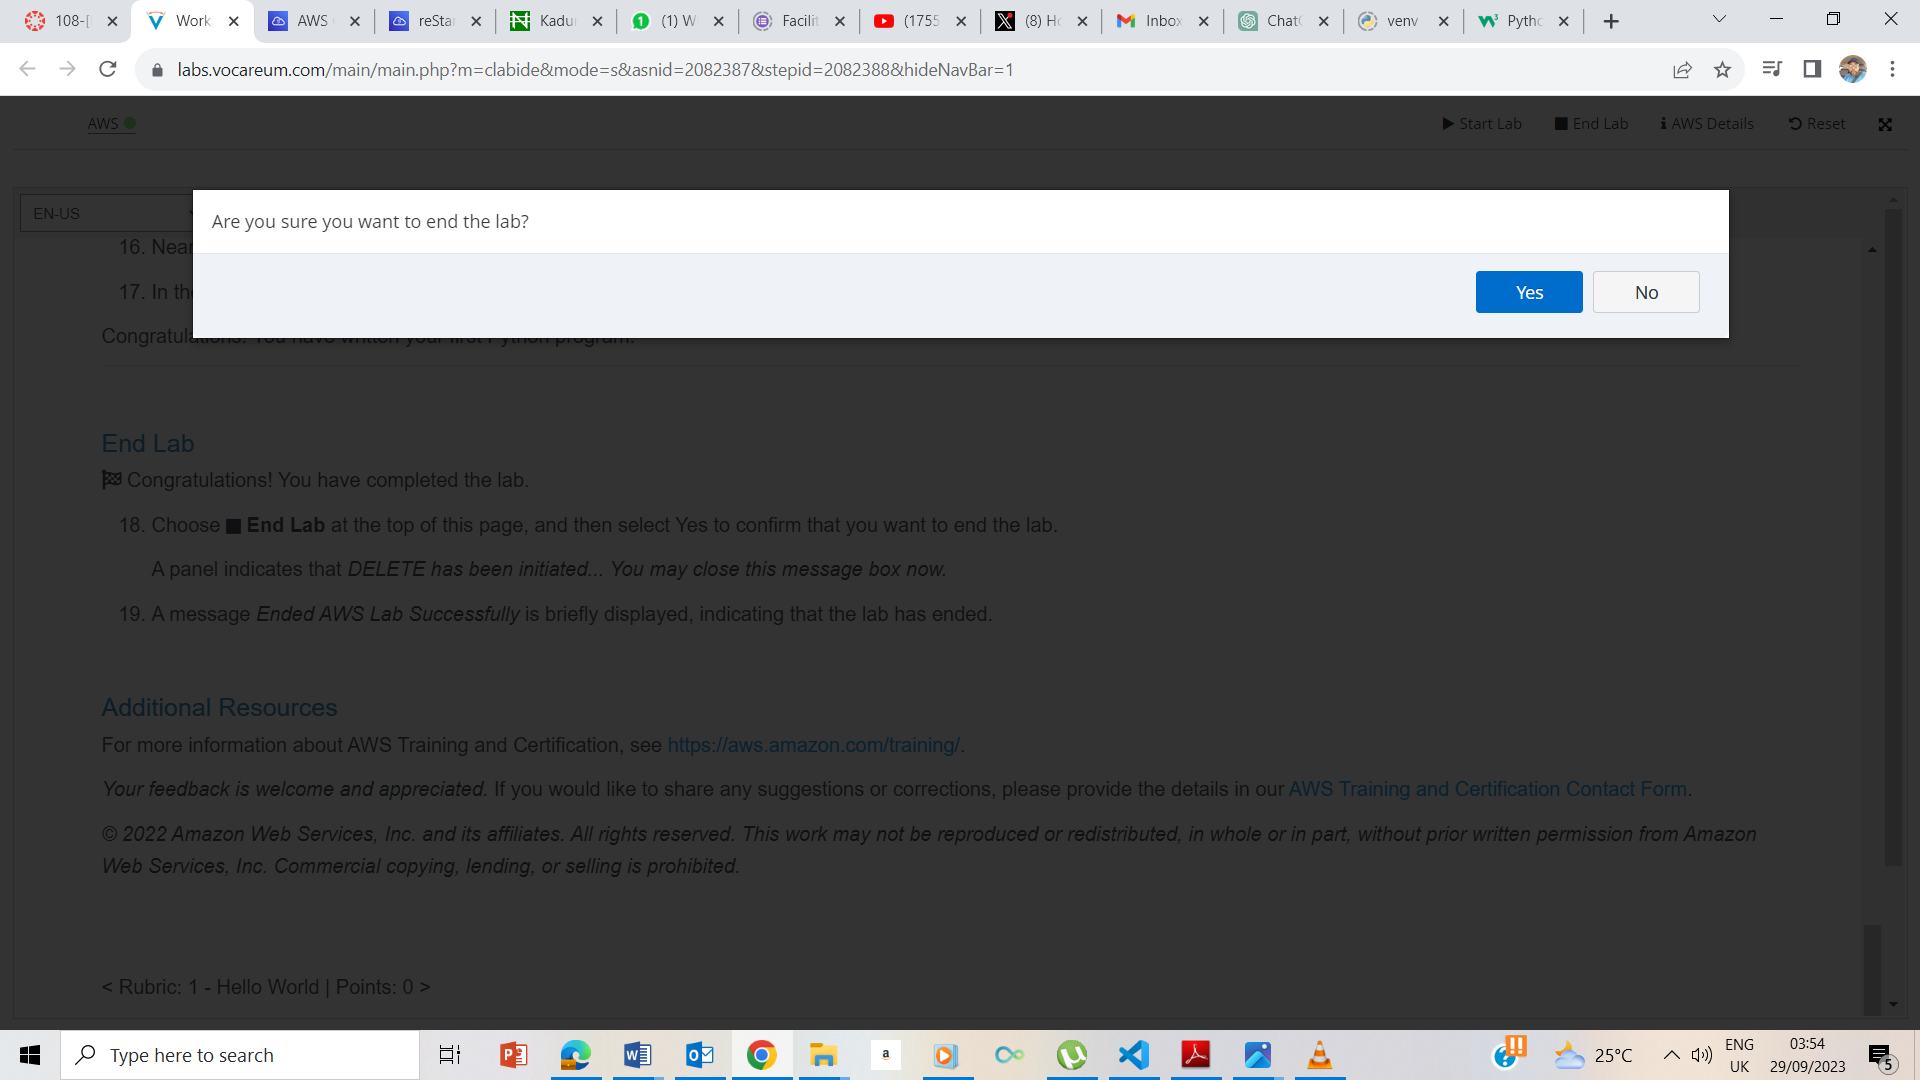 108-[
Work
AWS
reStar
Kadu
(1) W
Facilit
(1755
(8) Ho
Inbox
Chat
venv
Pytho
labs.vocareum.com/main/main.php?m=clabide&mode=s&asnid=2082387&stepid=2082388&hideNavBar=1
AWS
Start Lab
End Lab
AWS Details
Reset
EN-US
Are you sure you want to end the lab?
Yes
No
16. Near
17. In the
Congratulations! You have written your first Python program.
End Lab
Congratulations! You have completed the lab.
18. Choose End Lab at the top of this page, and then select Yes to confirm that you want to end the lab.
A panel indicates that DELETE has been initiated... You may close this message box now.
19. A message Ended AWS Lab Successfully is briefly displayed, indicating that the lab has ended.
Additional Resources
For more information about AWS Training and Certification, see https://aws.amazon.com/training/.
Your feedback is welcome and appreciated. If you would like to share any suggestions or corrections, please provide the details in our AWS Training and Certification Contact Form.
© 2022 Amazon Web Services, Inc. and its affiliates. All rights reserved. This work may not be reproduced or redistributed, in whole or in part, without prior written permission from Amazon
Web Services, Inc. Commercial copying, lending, or selling is prohibited.
< Rubric: 1 - Hello World | Points: 0 >
Type here to search
25°C
ENG
UK
03:54
29/09/2023
5